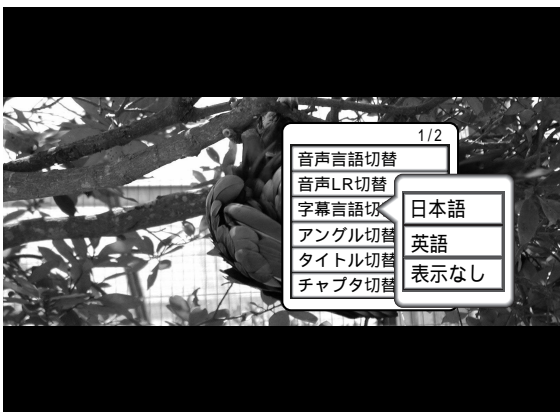 1/2
音声言語切替
音声LR切替
字幕言語切
アングル切替
タイトル切替
チャプタ切替
日本語
英語
表示なし